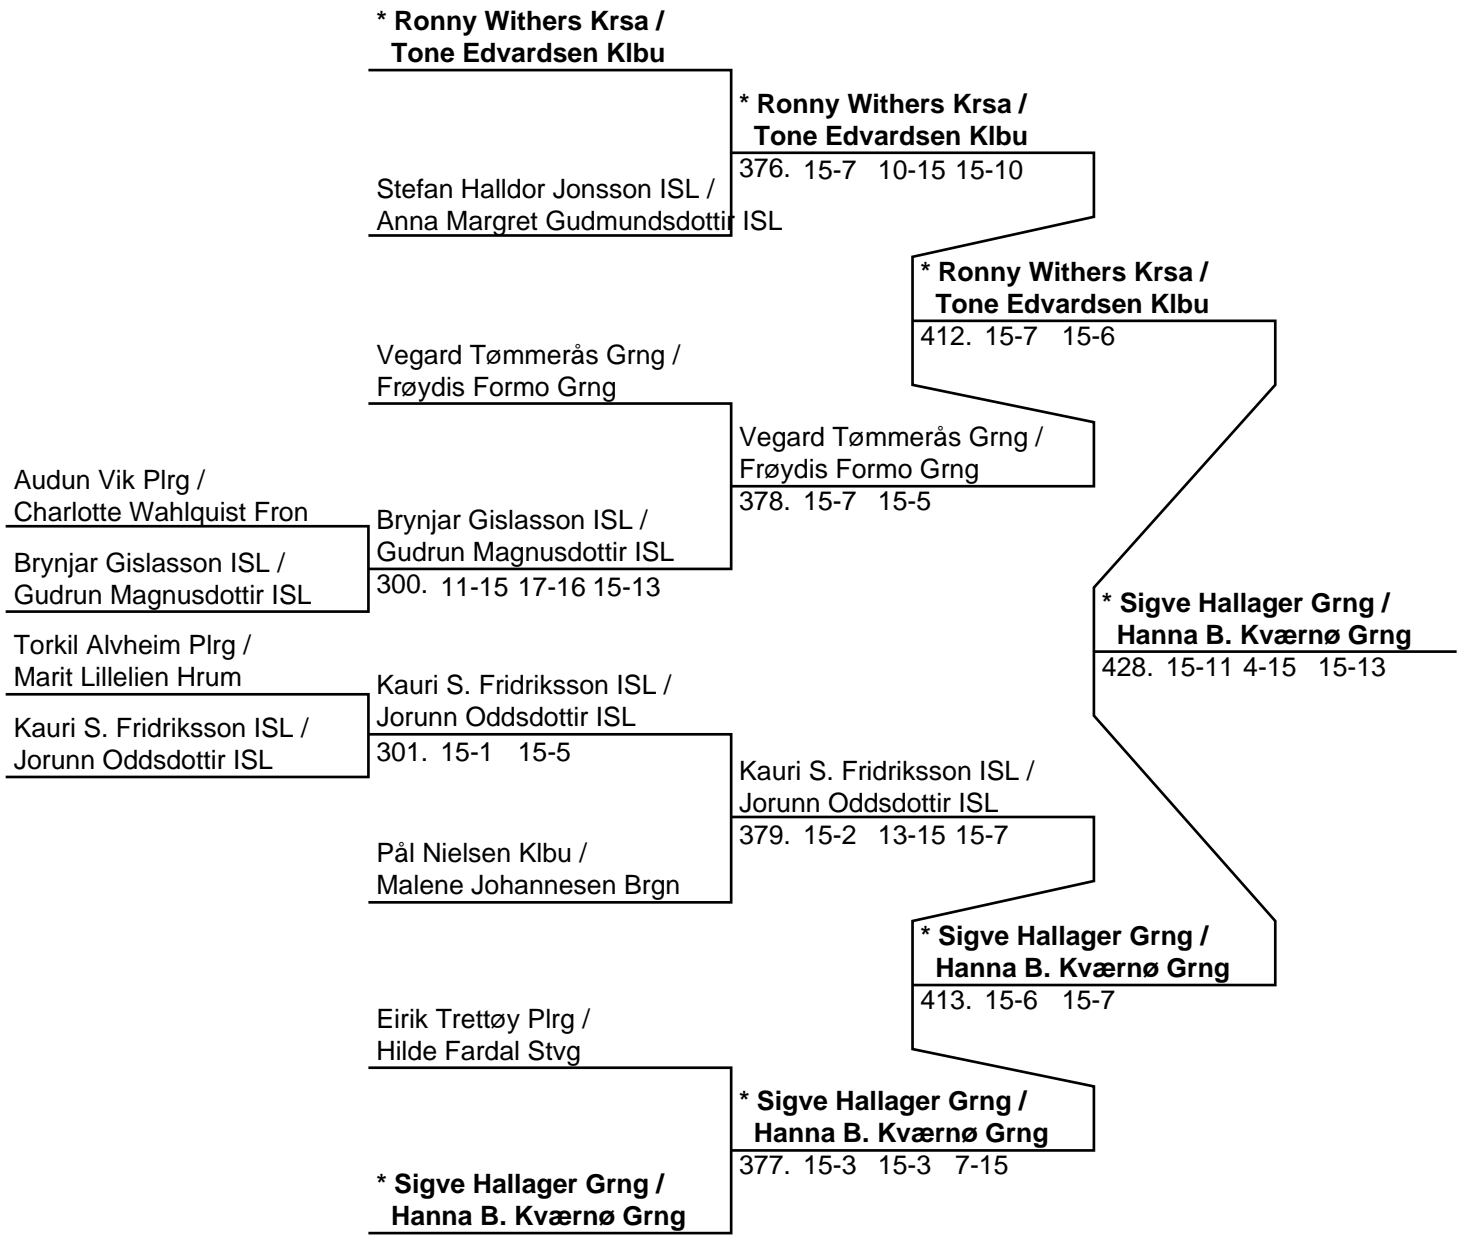 * Ronny Withers Krsa /
Tone Edvardsen Klbu
* Ronny Withers Krsa /
Tone Edvardsen Klbu
376. 15-7 10-15 15-10
Stefan Halldor Jonsson ISL /
Anna Margret Gudmundsdottir ISL
* Ronny Withers Krsa /
Tone Edvardsen Klbu
412. 15-7 15-6
Vegard Tømmerås Grng /
Frøydis Formo Grng
Vegard Tømmerås Grng /
Frøydis Formo Grng
378. 15-7 15-5
Audun Vik Plrg /
Charlotte Wahlquist Fron
Brynjar Gislasson ISL /
Gudrun Magnusdottir ISL
300. 11-15 17-16 15-13
Brynjar Gislasson ISL /
Gudrun Magnusdottir ISL
* Sigve Hallager Grng /
Hanna B. Kværnø Grng
428. 15-11 4-15 15-13
Torkil Alvheim Plrg /
Marit Lillelien Hrum
Kauri S. Fridriksson ISL /
Jorunn Oddsdottir ISL
301. 15-1 15-5
Kauri S. Fridriksson ISL /
Jorunn Oddsdottir ISL
Kauri S. Fridriksson ISL /
Jorunn Oddsdottir ISL
379. 15-2 13-15 15-7
Pål Nielsen Klbu /
Malene Johannesen Brgn
* Sigve Hallager Grng /
Hanna B. Kværnø Grng
413. 15-6 15-7
Eirik Trettøy Plrg /
Hilde Fardal Stvg
* Sigve Hallager Grng /
Hanna B. Kværnø Grng
377. 15-3 15-3 7-15
* Sigve Hallager Grng /
Hanna B. Kværnø Grng